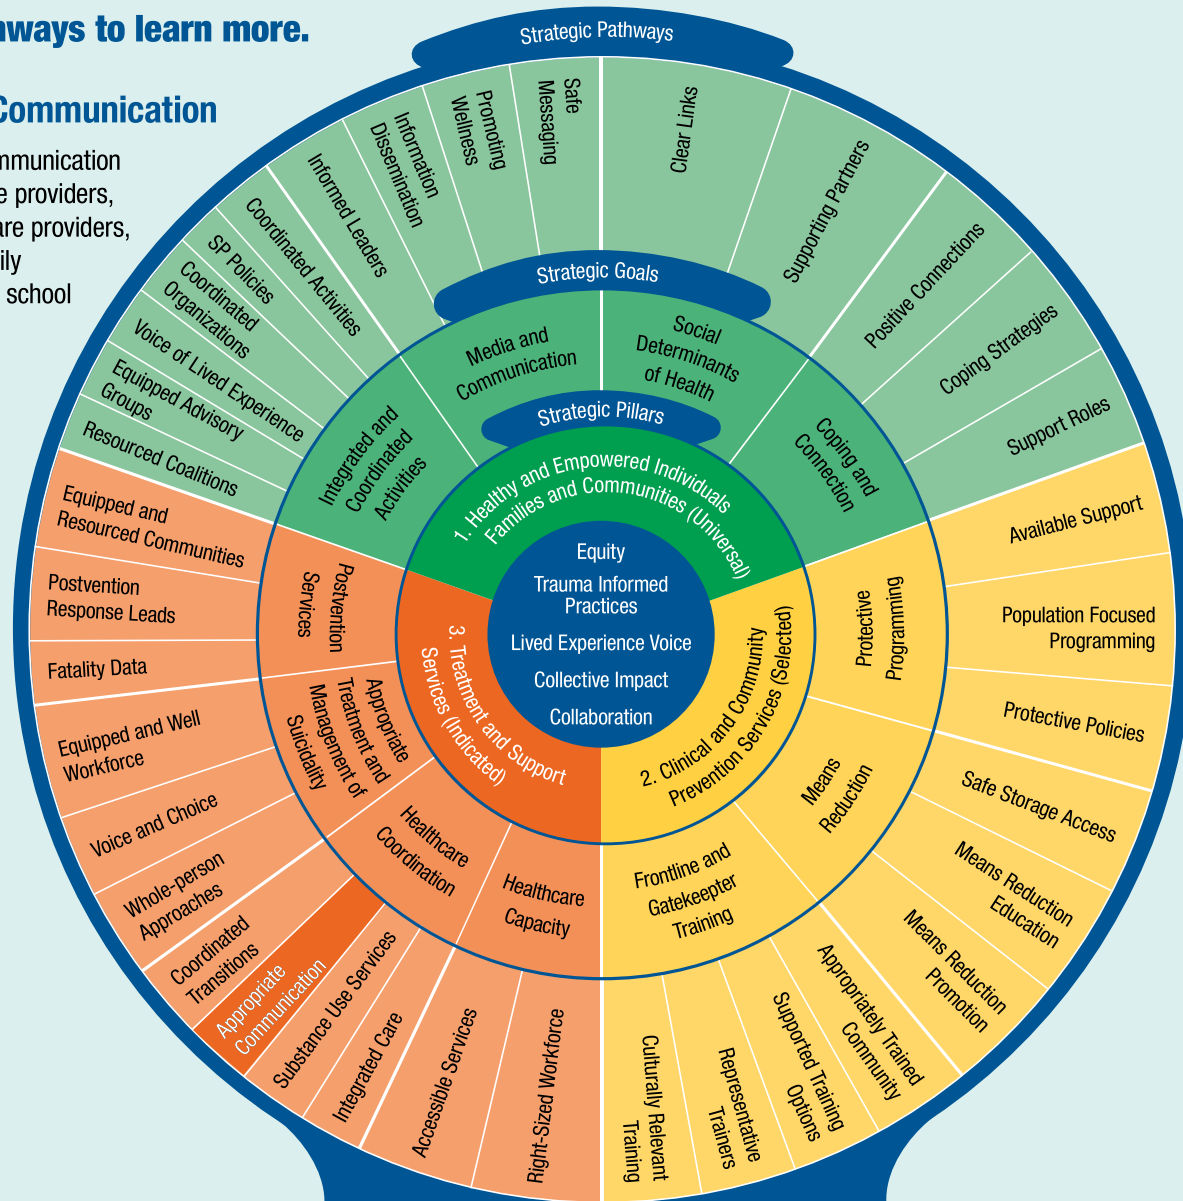 nways to learn more.
Communication
mmunication
e providers,
are providers,
ily
school
Strategic Pathways
Safe
Messaging
Promoting
Wellness
Information
Dissemination
Informed Leaders
Coordinated Activities
SP Policies
Coordinated
Organizations
Voice of Lived Experience
Equipped Advisory
Groups
Resourced Coalitions
Clear Links
Supporting Partners
Positive Connections
Coping Strategies
Support Roles
Strategic Goals
Media and
Communication
Social
Determinants
of Health
Integrated and
Coordinated
Activities
Coping and
Connection
Strategic Pillars
1. Healthy and Empowered Individuals
Families and Communities (Universal)
Equity
Trauma Informed
Practices
Lived Experience Voice
Collective Impact
Collaboration
2. Clinical and Community
Prevention Services (Selected)
3. Treatment and Support
Services (Indicated)
Protective
Programming
Means
Reduction
Frontline and
Gatekeeper
Training
Available Support
Population Focused
Programming
Protective Policies
Safe Storage Access
Means Reduction
Education
Means Reduction
Promotion
Appropriately Trained
Community
Supported Training
Options
Representative
Trainers
Culturally Relevant
Training
Postvention
Services
Appropriate
Treatment and
Management of
Suicidality
Healthcare
Coordination
Healthcare
Capacity
Equipped and
Resourced Communities
Postvention
Response Leads
Fatality Data
Equipped and Well
Workforce
Voice and Choice
Whole-person
Approaches
Coordinated
Transitions
Appropriate
Communication
Substance Use Services
Integrated Care
Accessible Services
Right-Sized Workforce